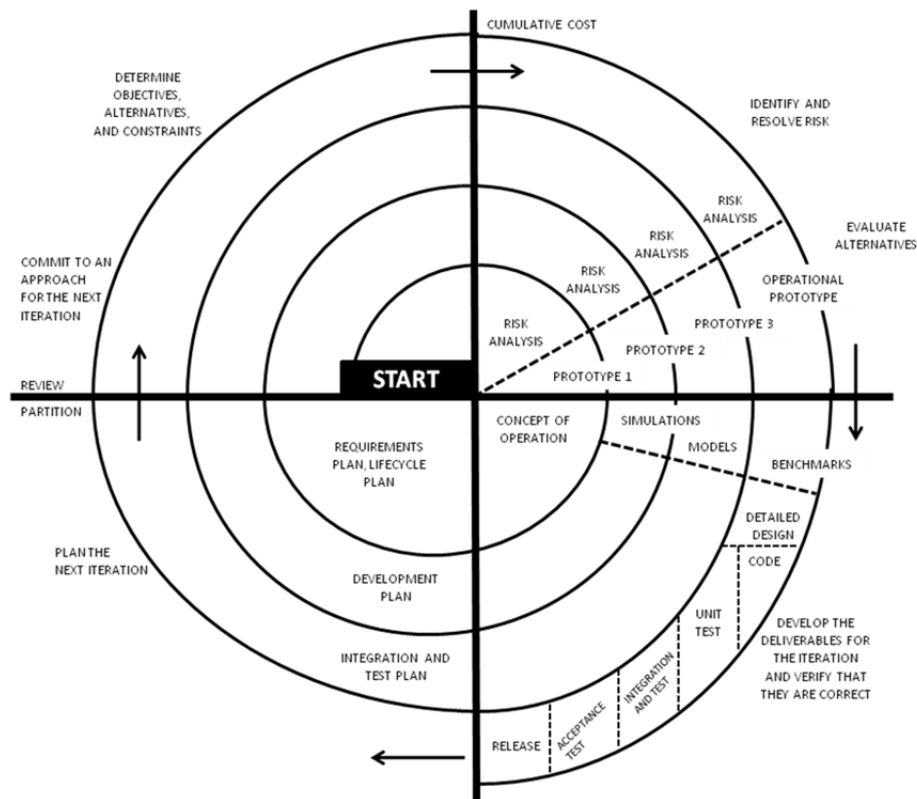 CUMULATIVE COST
DETERMINE
OBJECTIVES,
ALTERNATIVES,
AND CONSTRAINTS
IDENTIFY AND
RESOLVE RISK
RISK
ANALYSIS
RISK
ANALYSIS
RISK
ANALYSIS
RISK
ANALYSIS
EVALUATE
ALTERNATIVES
COMMIT TO AN
APPROACH
FOR THE NEXT
ITERATION
OPERATIONAL
PROTOTYPE
PROTOTYPE 3
PROTOTYPE 2
PROTOTYPE 1
START
REVIEW
PARTITION
CONCEPT OF
OPERATION
SIMULATIONS
MODELS
BENCHMARKS
REQUIREMENTS
PLAN, LIFECYCLE
PLAN
DETAILED
DESIGN
CODE
UNIT
TEST
INTEGRATION
AND TEST
ACCEPTANCE
TEST
RELEASE
PLAN THE
NEXT ITERATION
DEVELOPMENT
PLAN
INTEGRATION AND
TEST PLAN
DEVELOP THE
DELIVERABLES FOR
THE ITERATION
AND VERIFY THAT
THEY ARE CORRECT